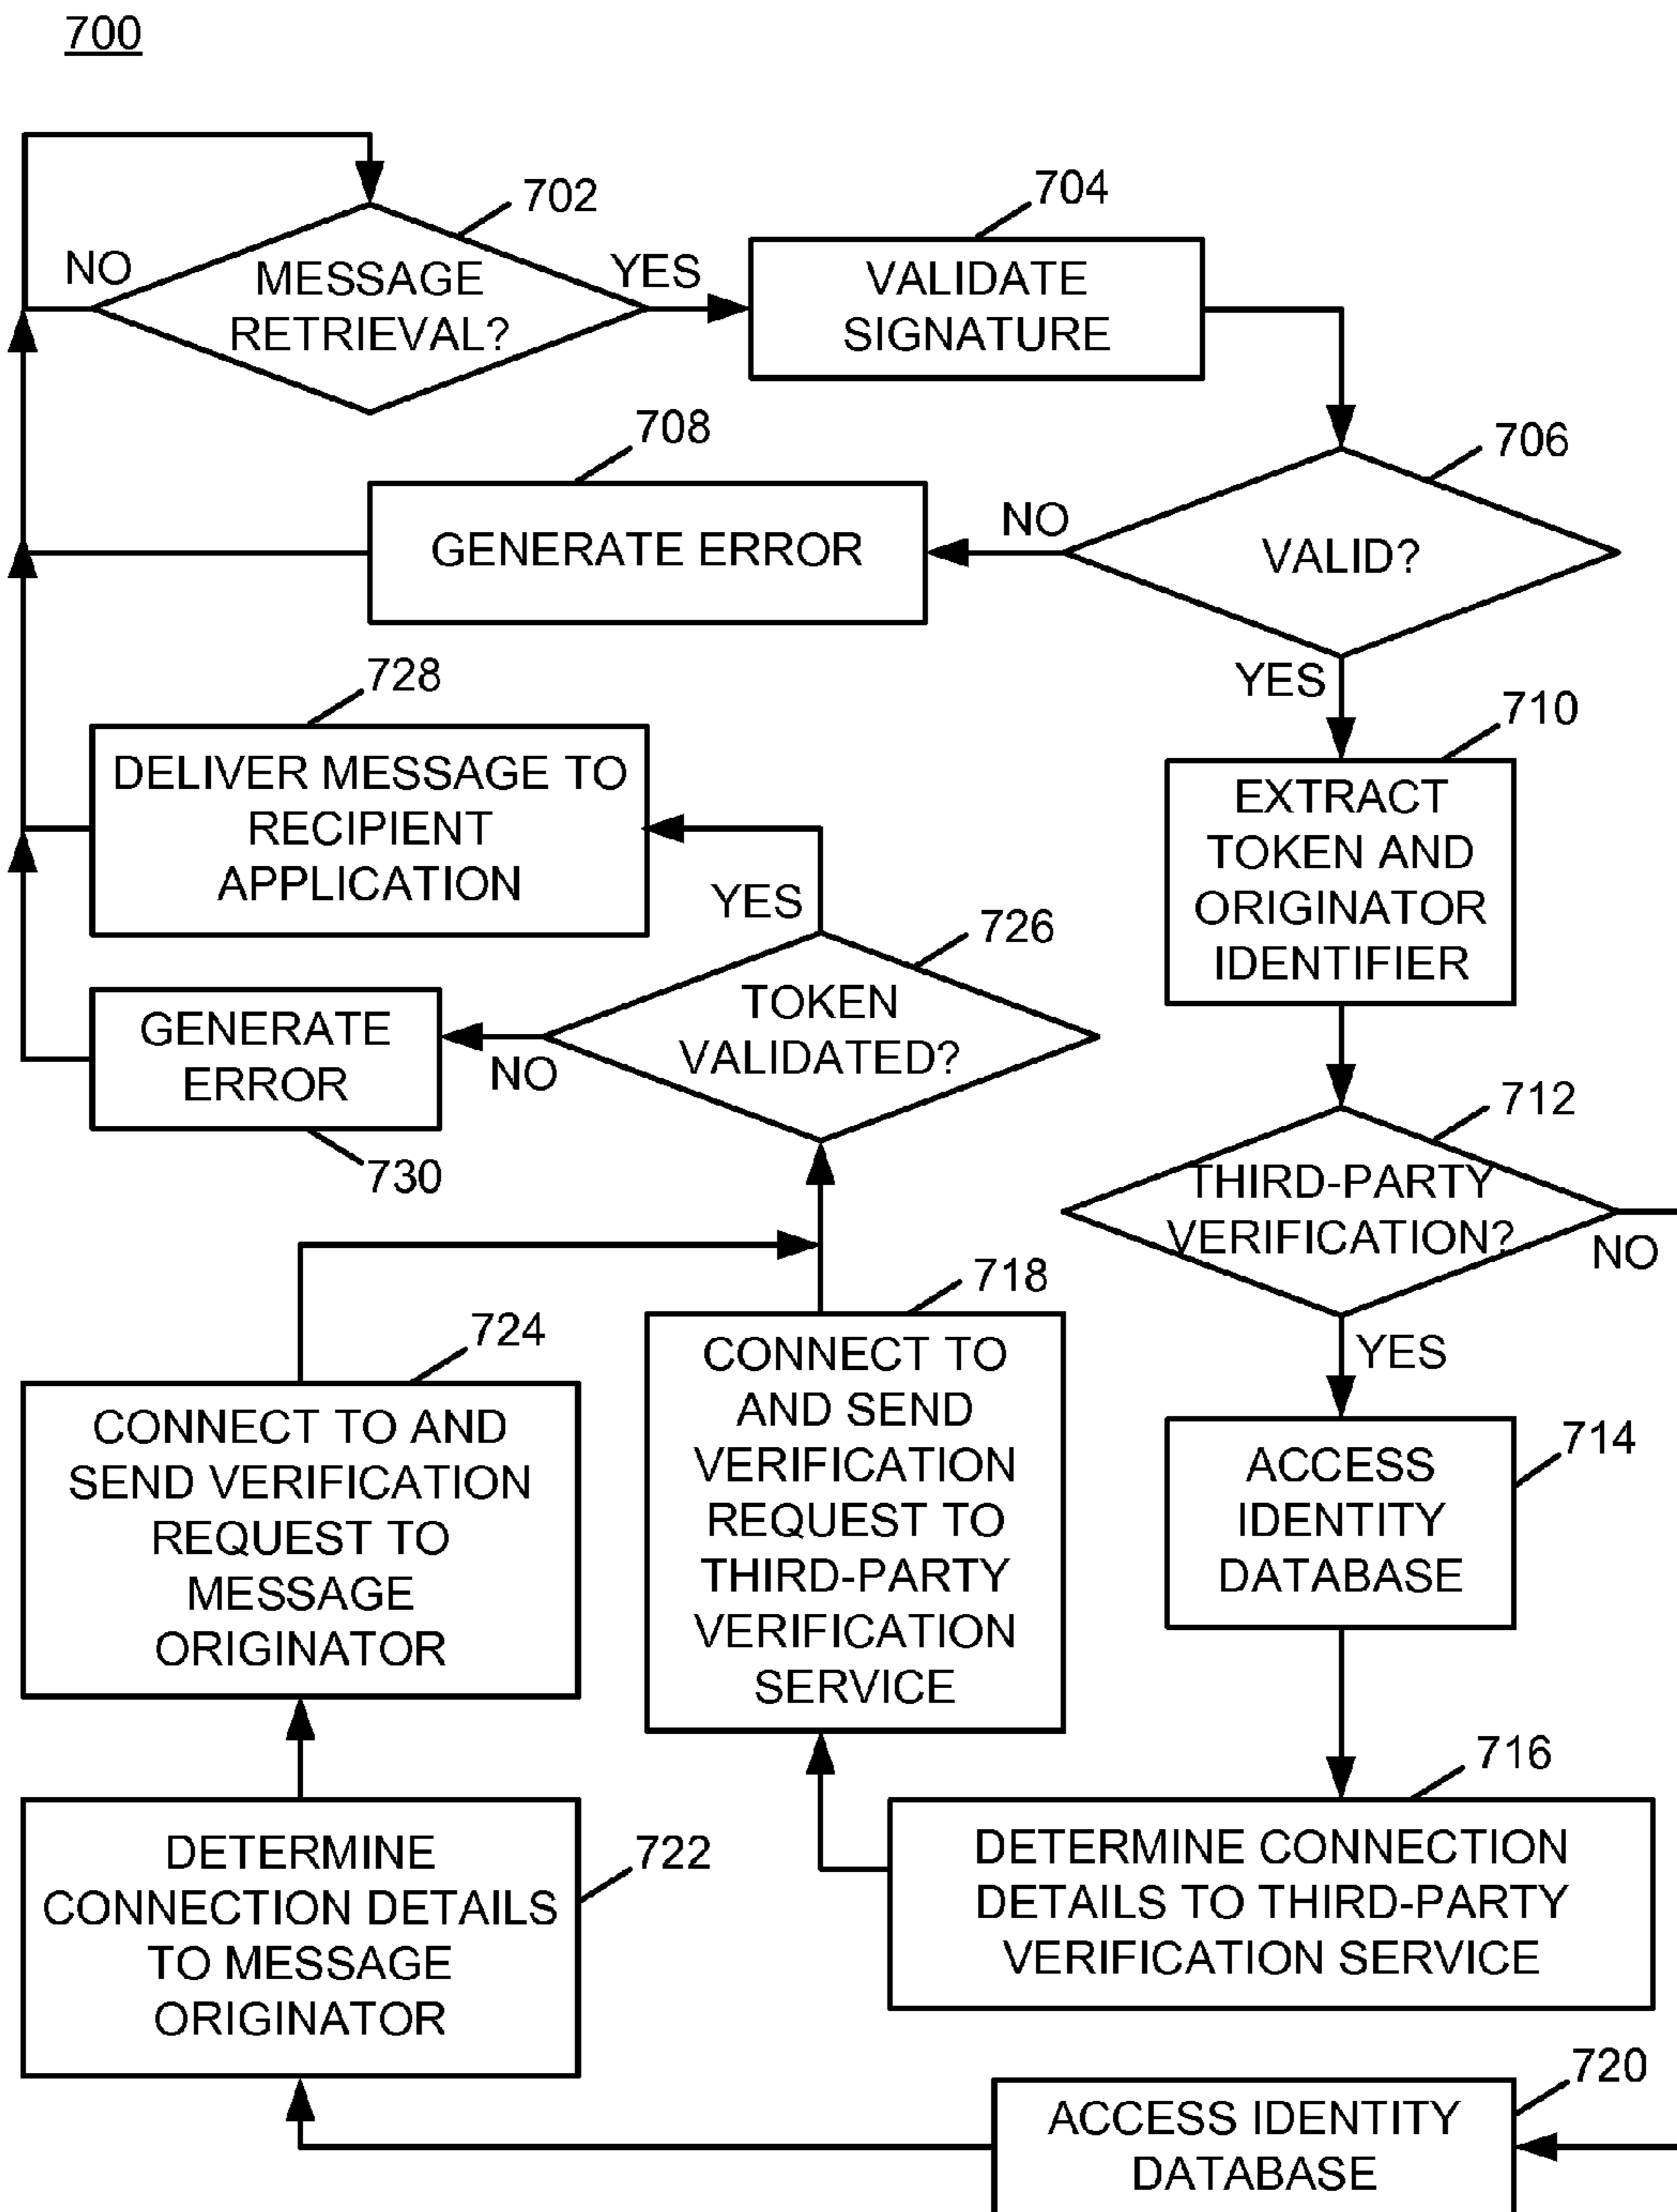 700
702
NO
MESSAGE
RETRIEVAL?
YES
704
VALIDATE
SIGNATURE
706
VALID?
NO
708
GENERATE ERROR
YES
710
EXTRACT
TOKEN AND
ORIGINATOR
IDENTIFIER
712
THIRD-PARTY
VERIFICATION?
NO
YES
714
ACCESS
IDENTITY
DATABASE
716
DETERMINE CONNECTION
DETAILS TO THIRD-PARTY
VERIFICATION SERVICE
718
CONNECT TO
AND SEND
VERIFICATION
REQUEST TO
THIRD-PARTY
VERIFICATION
SERVICE
720
ACCESS IDENTITY
DATABASE
722
DETERMINE
CONNECTION DETAILS
TO MESSAGE
ORIGINATOR
724
CONNECT TO AND
SEND VERIFICATION
REQUEST TO
MESSAGE
ORIGINATOR
726
TOKEN
VALIDATED?
YES
728
DELIVER MESSAGE TO
RECIPIENT
APPLICATION
NO
GENERATE
ERROR
730